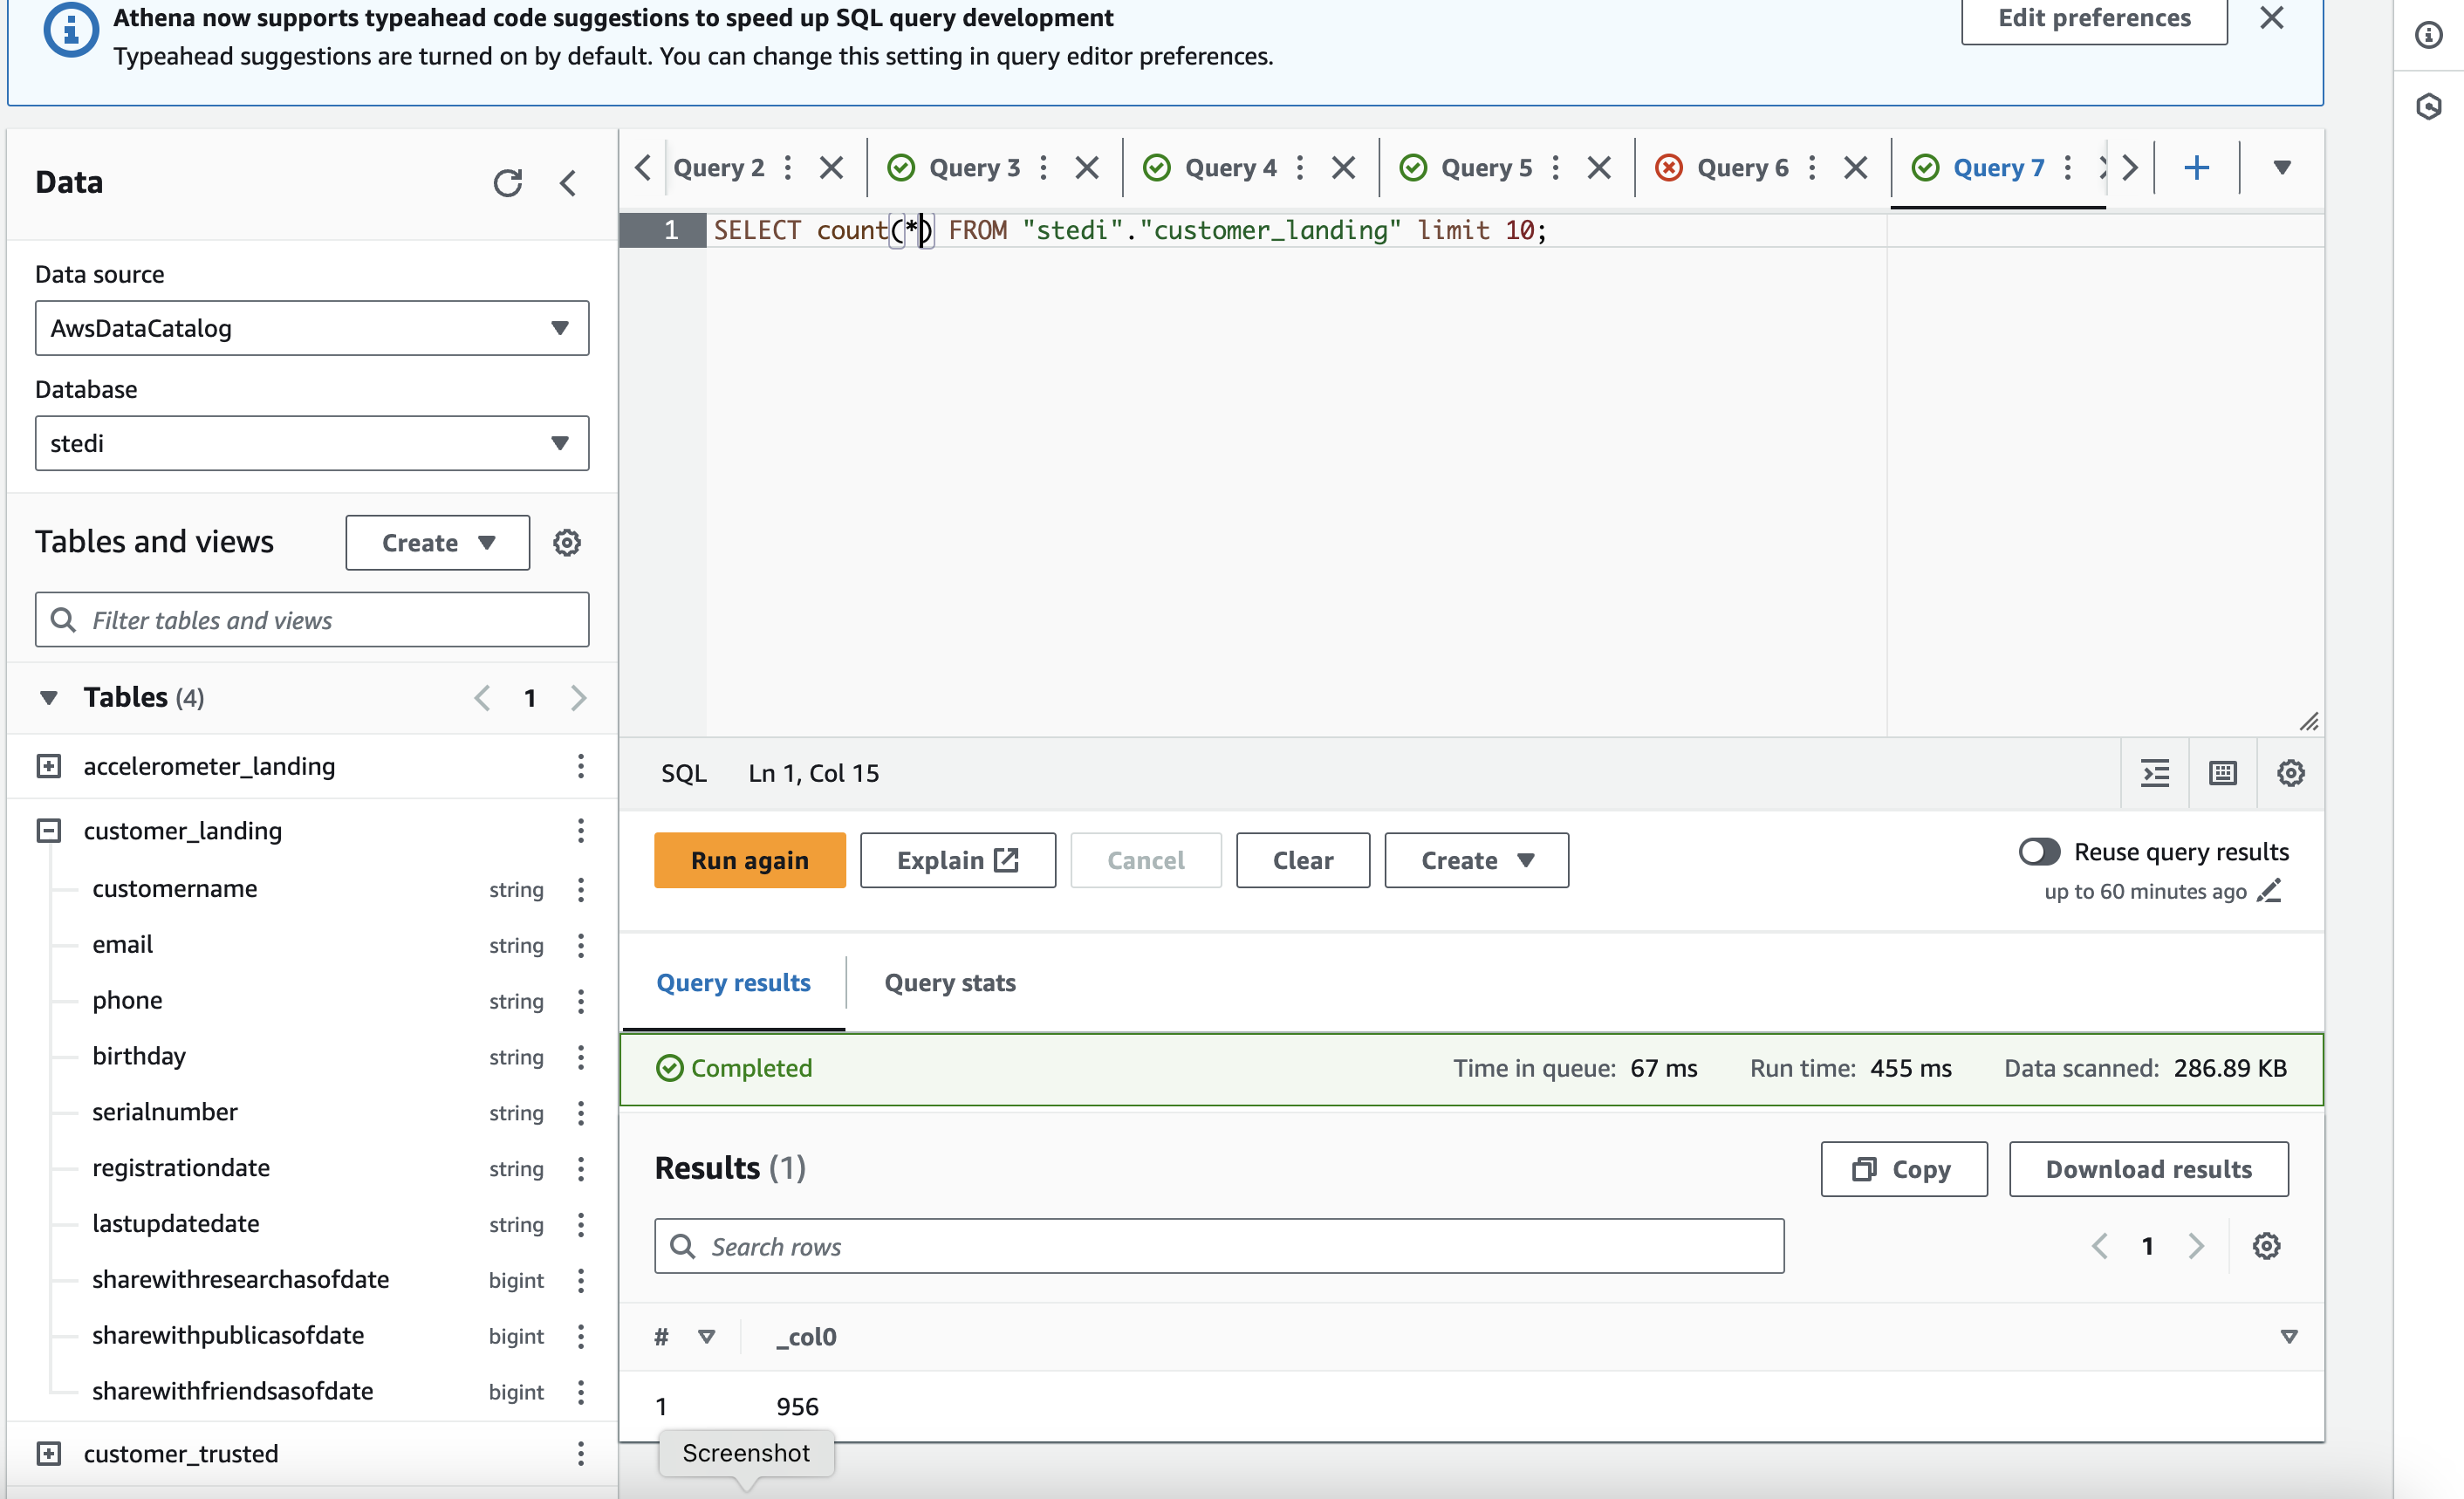 Athena now supports typeahead code suggestions to speed up SQL query development
Typeahead suggestions are turned on by default. You can change this setting in query editor preferences.
Edit preferences
Data
Data source
AwsDataCatalog
Database
stedi
Tables and views
Create
Filter tables and views
Tables (4)
1
accelerometer_landing
customer_landing
customername string
email string
phone string
birthday string
serialnumber string
registrationdate string
lastupdatedate string
sharewithresearchasofdate bigint
sharewithpublicasofdate bigint
sharewithfriendsasofdate bigint
customer_trusted
Query 2
Query 3
Query 4
Query 5
Query 6
Query 7
1 SELECT count(*) FROM "stedi"."customer_landing" limit 10;
SQL Ln 1, Col 15
Run again
Explain
Cancel
Clear
Create
Reuse query results
up to 60 minutes ago
Query results
Query stats
Completed
Time in queue: 67 ms Run time: 455 ms Data scanned: 286.89 KB
Results (1)
Copy
Download results
Search rows
1
# _col0
1 956
Screenshot